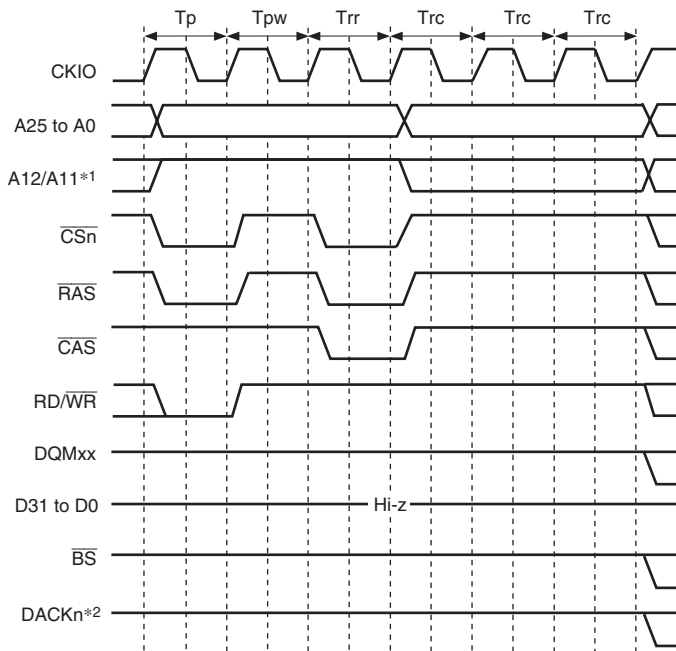 Tp Tpw Trr Trc Trc Trc
CKIO
A25 to A0
A12/A11*1
CSn
RAS
CAS
RD/WR
DQMxx
D31 to D0 Hi-z
BS
DACKn*2